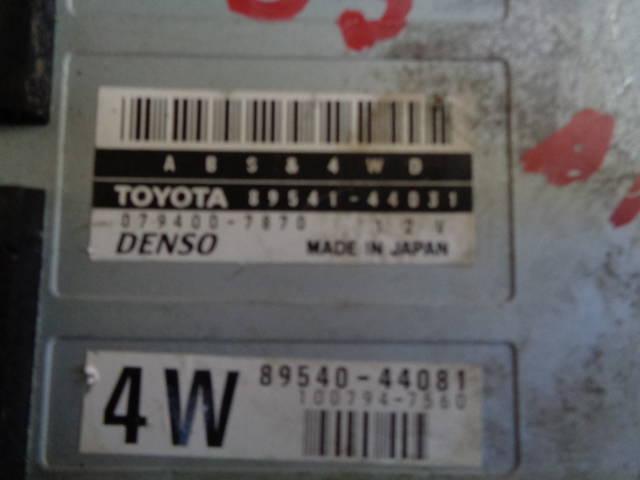 ABS&4WD
TOYOTA 89541-44031
079400-7870 12V
DENSO MADE IN JAPAN
4W 89540-44081
100794-7560